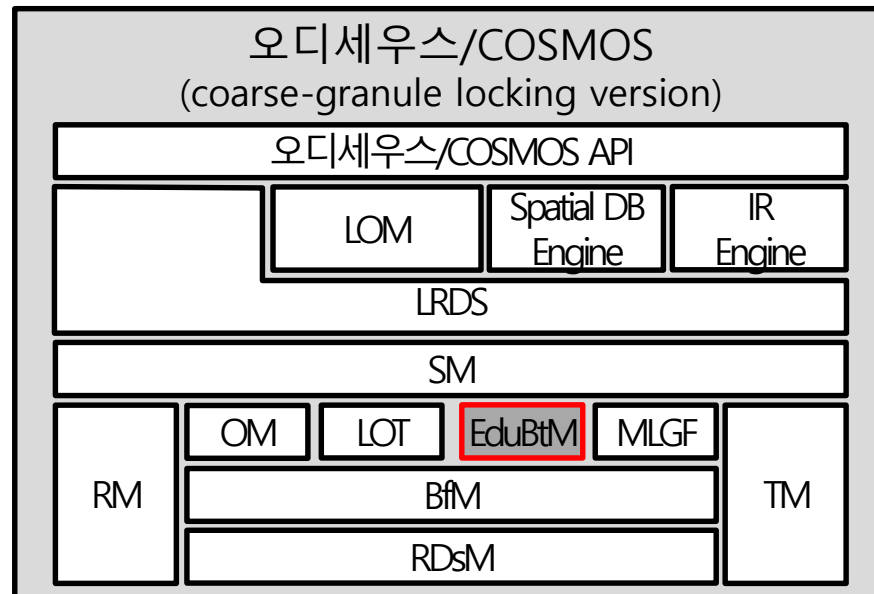 오디세우스/COSMOS
(coarse-granule locking version)
오디세우스/COSMOS API
LOM
Spatial DB
Engine
IR
Engine
LRDS
SM
OM
LOT
EduBtM
MLGF
RM
BfM
TM
RDsM